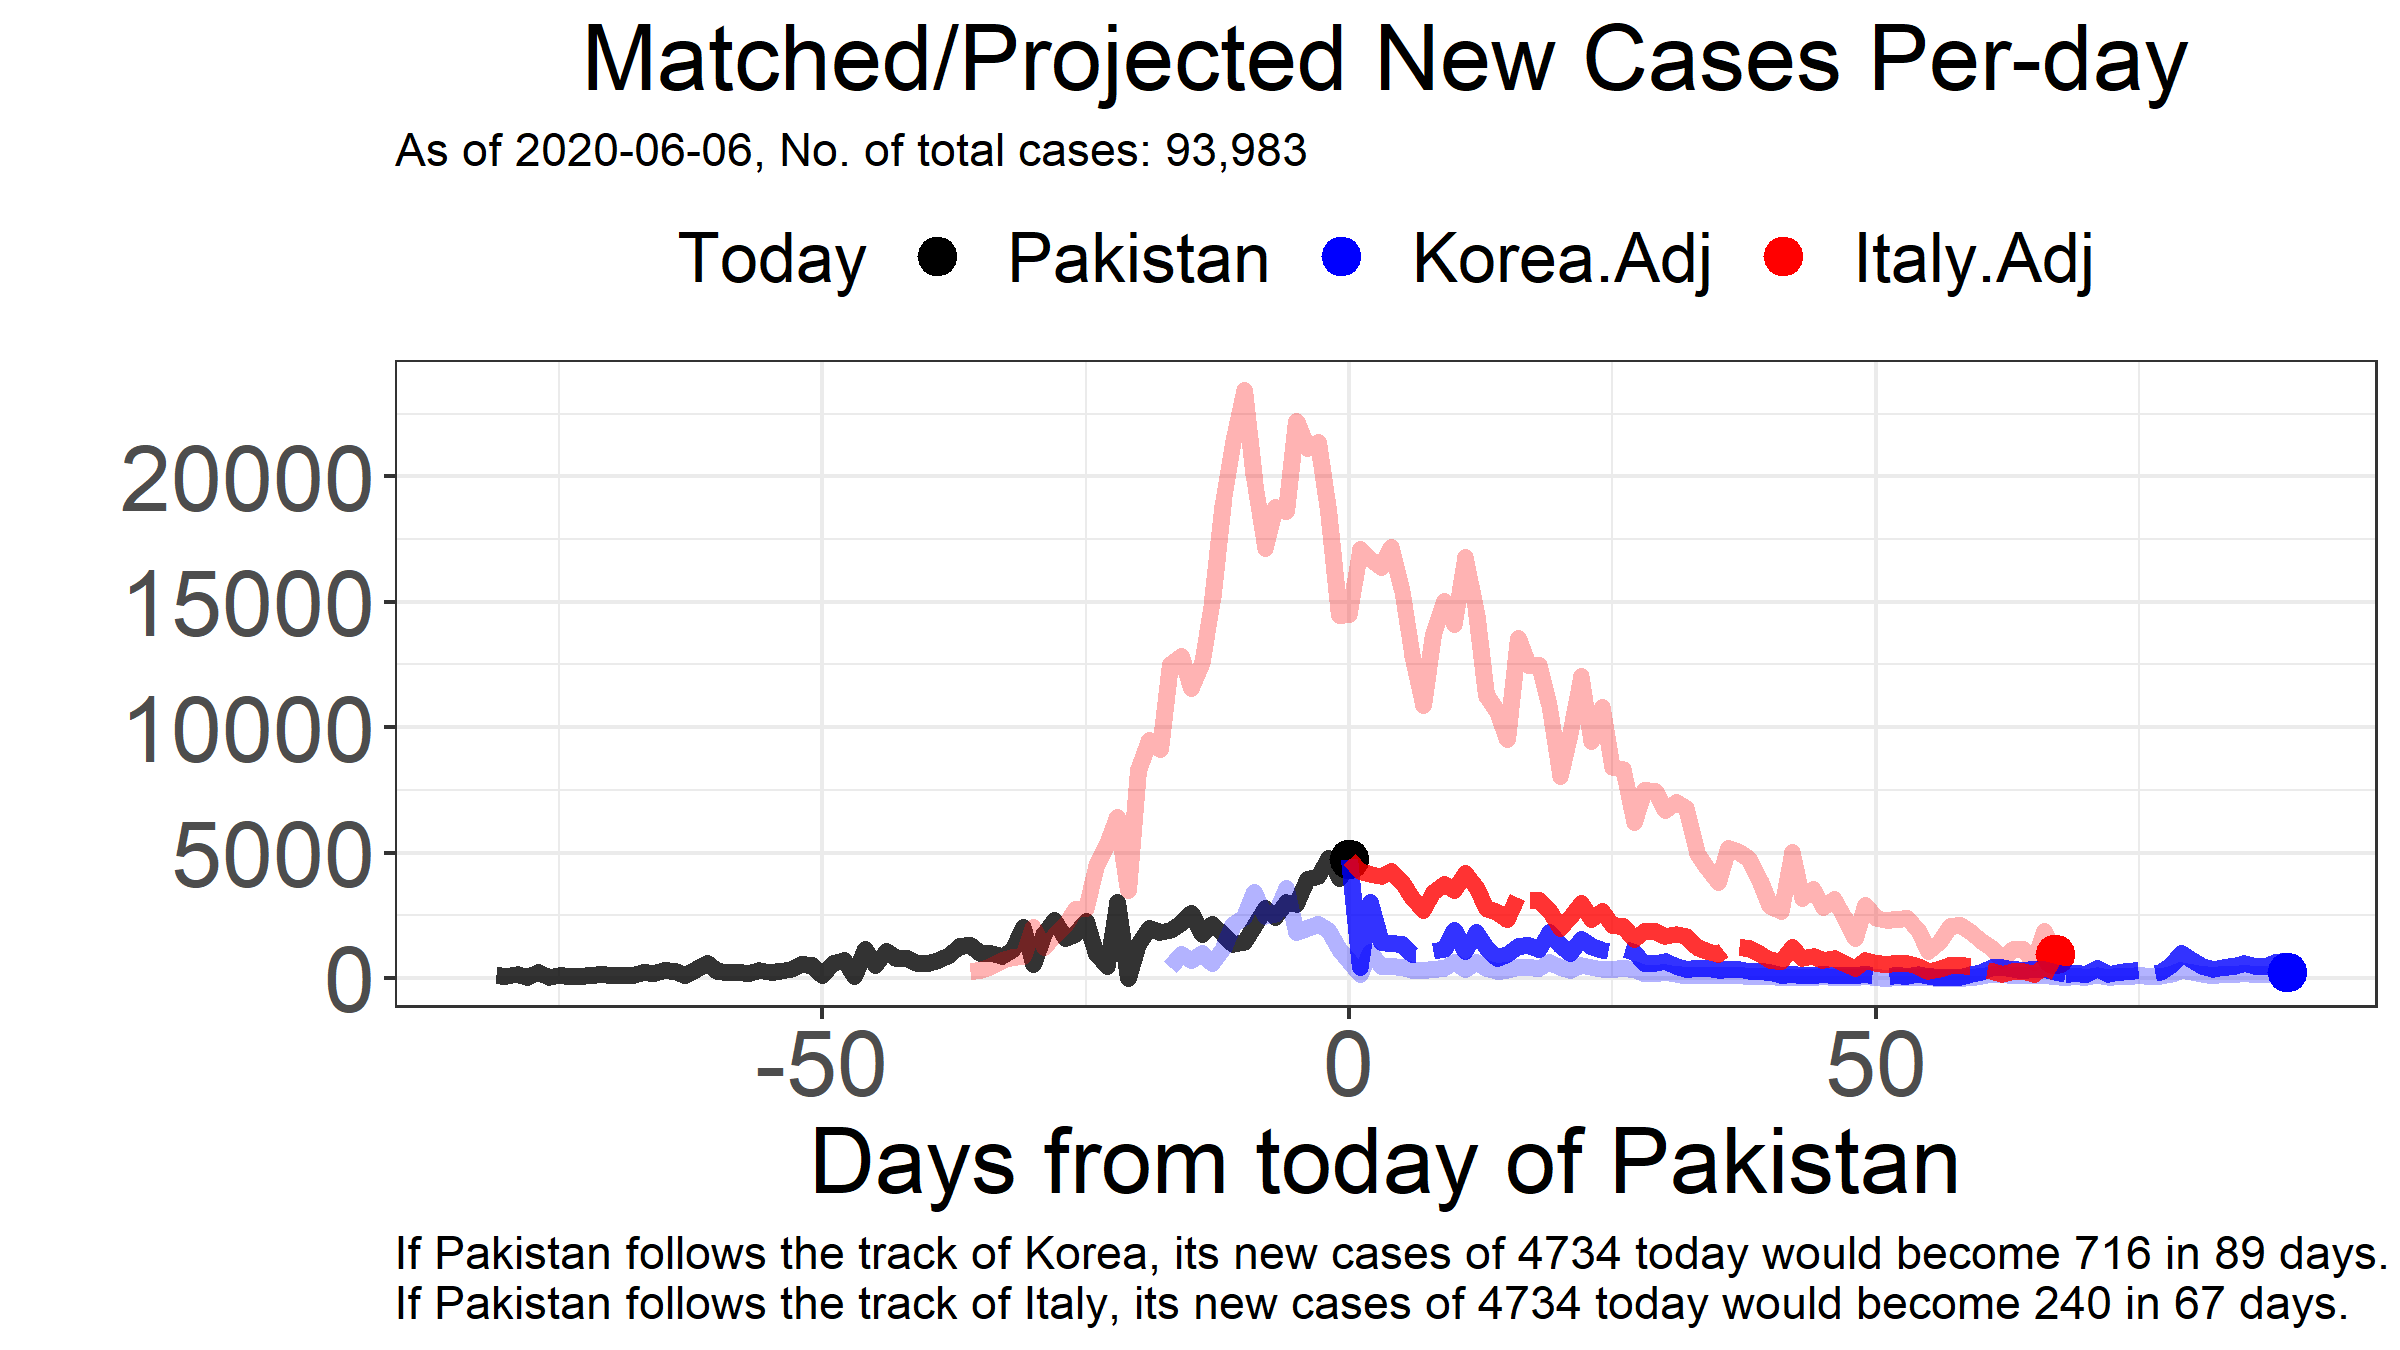 Matched/Projected New Cases Per-day
As of 2020-06-06, No. of total cases: 93,983
Today Pakistan Korea.Adj Italy.Adj
20000
15000
10000
5000
0
-50 0 50
Days from today of Pakistan
If Pakistan follows the track of Korea, its new cases of 4734 today would become 716 in 89 days.
If Pakistan follows the track of Italy, its new cases of 4734 today would become 240 in 67 days.